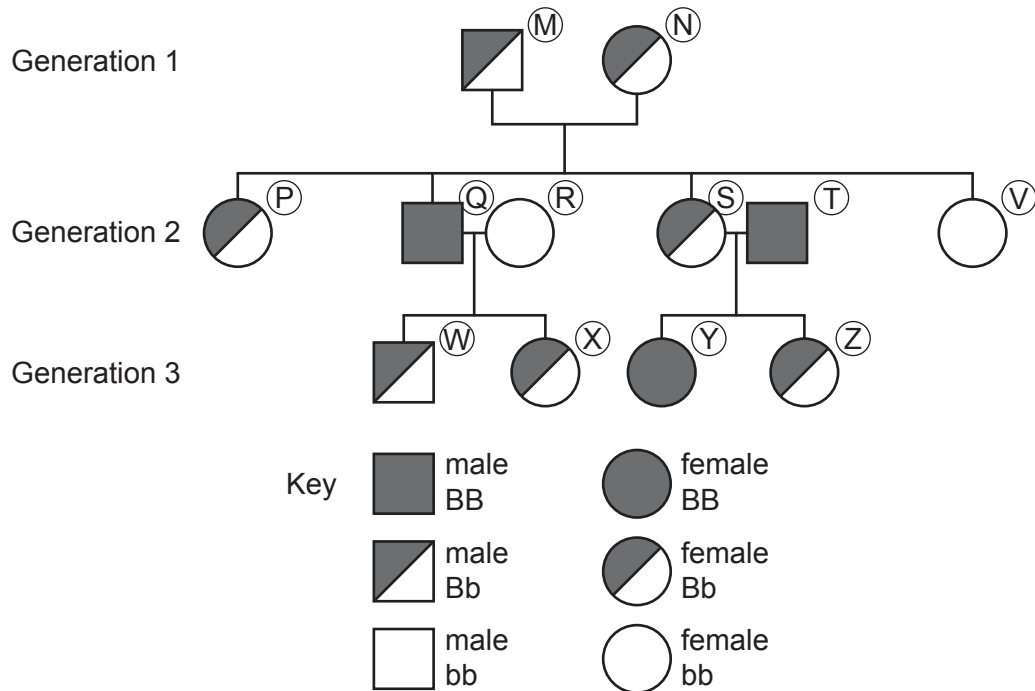 Generation 1
M N
Generation 2
P Q R S T V
Generation 3
W X Y Z
Key
male
BB
female
BB
male
Bb
female
Bb
male
bb
female
bb